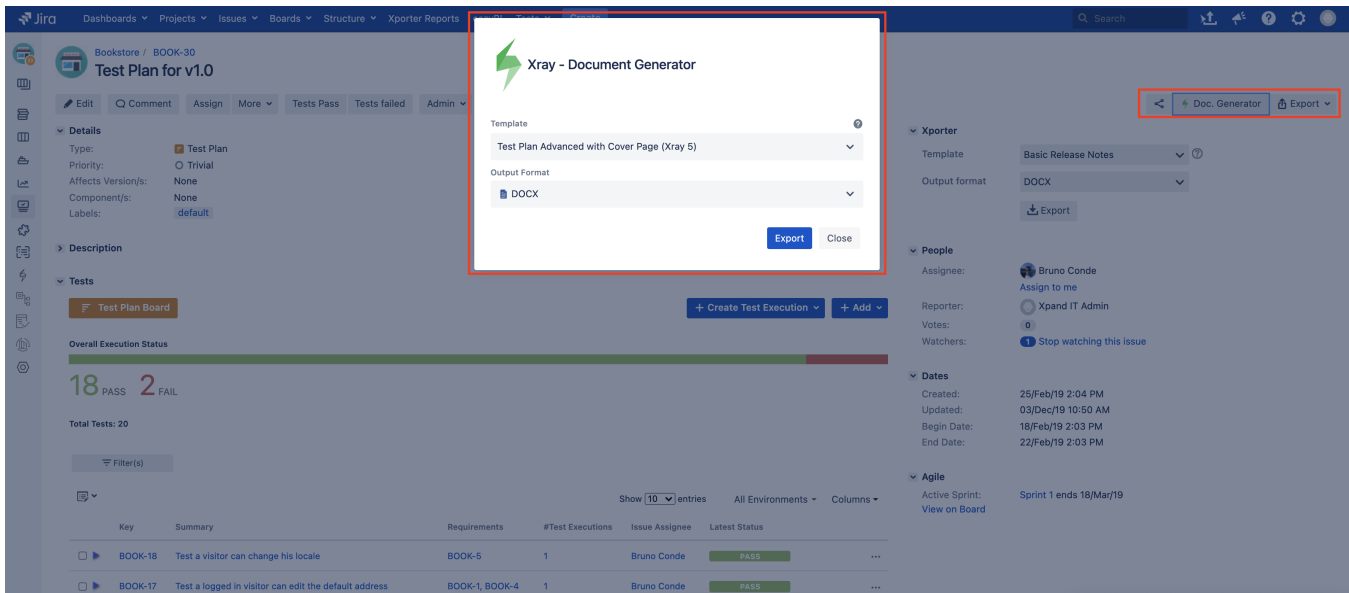 Jira Dashboards Projects Issues Boards Structure Xporter Reports Create Search
Bookstore / BOOK-30
Test Plan for v1.0
Edit Comment Assign More Tests Pass Tests failed Admin
Doc. Generator Export
Xray - Document Generator
Template
Test Plan Advanced with Cover Page (Xray 5)
Output Format
DOCX
Export Close
Details
Type: Test Plan
Priority: Trivial
Affects Version/s: None
Component/s: None
Labels: default
Description
Tests
Test Plan Board + Create Test Execution + Add
Overall Execution Status
18 PASS 2 FAIL
Total Tests: 20
Filter(s)
Show 10 entries All Environments Columns
Key Summary Requirements #Test Executions Issue Assignee Latest Status
BOOK-18 Test a visitor can change his locale BOOK-5 1 Bruno Conde PASS ...
BOOK-17 Test a logged in visitor can edit the default address BOOK-1, BOOK-4 1 Bruno Conde PASS ...
Xporter
Template Basic Release Notes
Output format DOCX
Export
People
Assignee: Bruno Conde
Assign to me
Reporter: Xpand IT Admin
Votes: 0
Watchers: 1 Stop watching this issue
Dates
Created: 25/Feb/19 2:04 PM
Updated: 03/Dec/19 10:50 AM
Begin Date: 18/Feb/19 2:03 PM
End Date: 22/Feb/19 2:03 PM
Agile
Active Sprint: Sprint 1 ends 18/Mar/19
View on Board